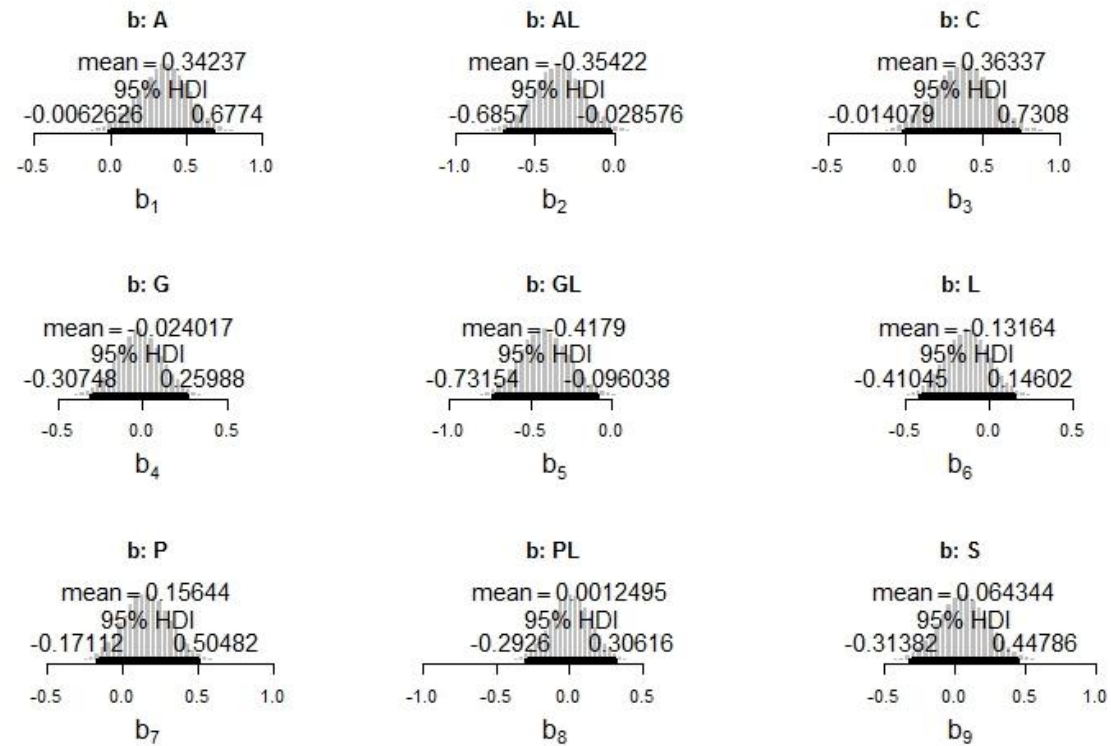 b: A
mean = 0.34237
95% HDI
-0.0062626 0.6774
-0.5 0.0 0.5 1.0
b1
b: AL
mean = -0.35422
95% HDI
-0.6857 -0.028576
-1.0 -0.5 0.0
b2
b: C
mean = 0.36337
95% HDI
-0.014079 0.7308
-0.5 0.0 0.5 1.0
b3
b: G
mean = -0.024017
95% HDI
-0.30748 0.25988
-0.5 0.0 0.5
b4
b: GL
mean = -0.4179
95% HDI
-0.73154 -0.096038
-1.0 -0.5 0.0
b5
b: L
mean = -0.13164
95% HDI
-0.41045 0.14602
-0.5 0.0 0.5
b6
b: P
mean = 0.15644
95% HDI
-0.17112 0.50482
-0.5 0.0 0.5 1.0
b7
b: PL
mean = 0.0012495
95% HDI
-0.2926 0.30616
-1.0 -0.5 0.0 0.5
b8
b: S
mean = 0.064344
95% HDI
-0.31382 0.44786
-0.5 0.0 0.5 1.0
b9